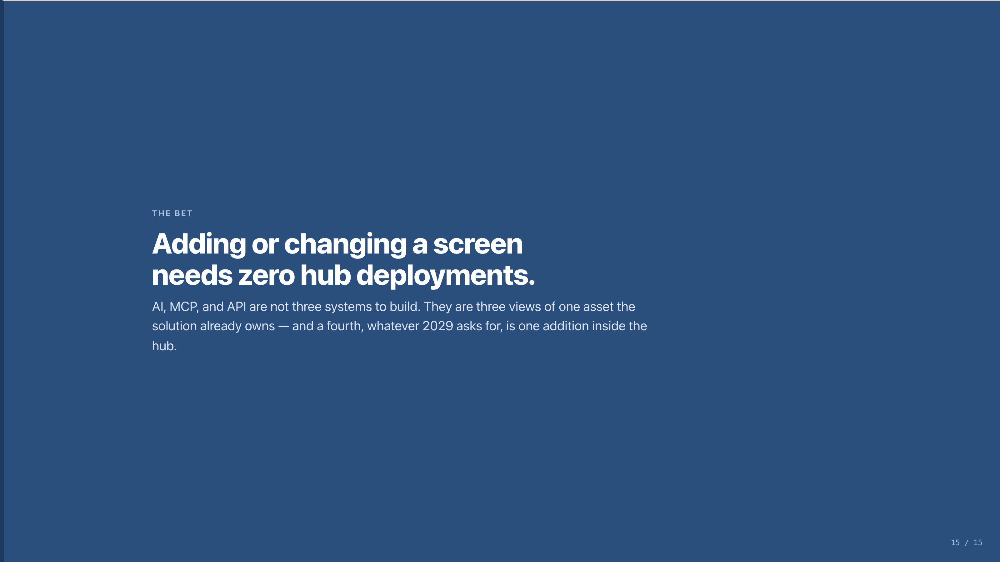 THE BET
Adding or changing a screen
needs zero hub deployments.
AI, MCP, and API are not three systems to build. They are three views of one asset the
solution already owns — and a fourth, whatever 2029 asks for, is one addition inside the
hub.
15 / 15